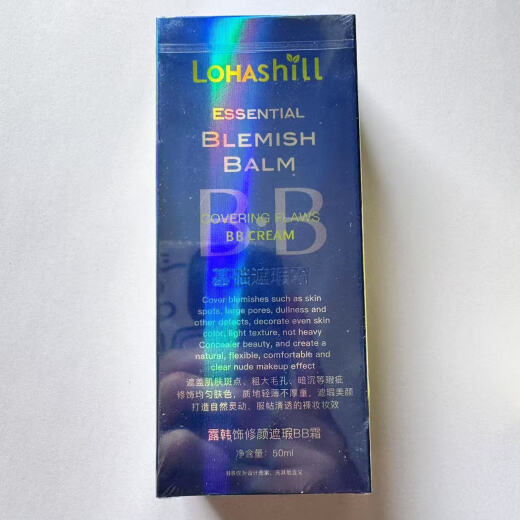 LOHAShill
ESSENTIAL
BLEMISH
BALM
B·B
COVERING FLAWS
BB CREAM
基础遮瑕霜
Cover blemishes such as skin
spots, large pores, dullness and
other defects, decorate even skin
color, light texture, not heavy
Concealer beauty, and create a
natural, flexible, comfortable and
clear nude makeup effect
遮盖肌肤斑点、粗大毛孔、暗沉等瑕疵
修饰均匀肤色，质地轻薄不厚重，遮瑕美颜
打造自然灵动、服帖清透的裸妆妆效
露韩饰修颜遮瑕BB霜
净含量：50ml